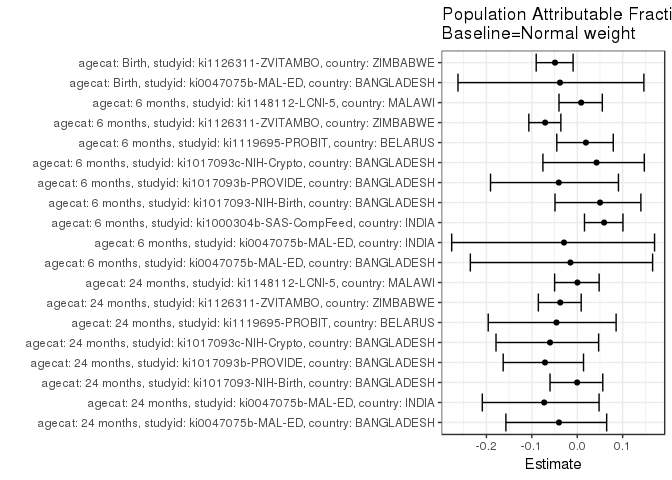 Population Attributable Fracti
Baseline=Normal weight
agecat: Birth, studyid: ki1126311-ZVITAMBO, country: ZIMBABWE
agecat: Birth, studyid: ki0047075b-MAL-ED, country: BANGLADESH
agecat: 6 months, studyid: ki1148112-LCNI-5, country: MALAWI
agecat: 6 months, studyid: ki1126311-ZVITAMBO, country: ZIMBABWE
agecat: 6 months, studyid: ki1119695-PROBIT, country: BELARUS
agecat: 6 months, studyid: ki1017093c-NIH-Crypto, country: BANGLADESH
agecat: 6 months, studyid: ki1017093b-PROVIDE, country: BANGLADESH
agecat: 6 months, studyid: ki1017093-NIH-Birth, country: BANGLADESH
agecat: 6 months, studyid: ki1000304b-SAS-CompFeed, country: INDIA
agecat: 6 months, studyid: ki0047075b-MAL-ED, country: INDIA
agecat: 6 months, studyid: ki0047075b-MAL-ED, country: BANGLADESH
agecat: 24 months, studyid: ki1148112-LCNI-5, country: MALAWI
agecat: 24 months, studyid: ki1126311-ZVITAMBO, country: ZIMBABWE
agecat: 24 months, studyid: ki1119695-PROBIT, country: BELARUS
agecat: 24 months, studyid: ki1017093c-NIH-Crypto, country: BANGLADESH
agecat: 24 months, studyid: ki1017093b-PROVIDE, country: BANGLADESH
agecat: 24 months, studyid: ki1017093-NIH-Birth, country: BANGLADESH
agecat: 24 months, studyid: ki0047075b-MAL-ED, country: INDIA
agecat: 24 months, studyid: ki0047075b-MAL-ED, country: BANGLADESH
-0.2 -0.1 0.0 0.1
Estimate